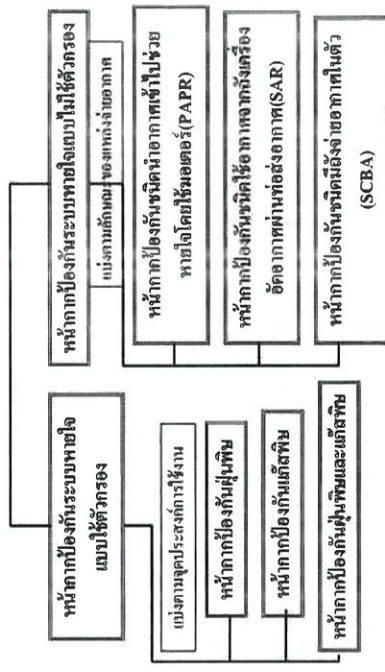 หน้ากากป้องกันระบบหายใจ
แบบใช้ตัวกรอง
แบ่งตามจุดประสงค์การใช้งาน
หน้ากากป้องกันฝุ่นพิษ
หน้ากากป้องกันแก๊สพิษ
หน้ากากป้องกันฝุ่นพิษและแก๊สพิษ
หน้ากากป้องกันระบบหายใจแบบไม่ใช้ตัวกรอง
แบ่งตามลักษณะของแหล่งจ่ายอากาศ
หน้ากากป้องกันชนิดนำอากาศเข้าไปช่วย
หายใจโดยใช้มอเตอร์(PAPR)
หน้ากากป้องกันชนิดใช้อากาศจากถังเครื่อง
อัดอากาศผ่านท่อส่งอากาศ(SAR)
หน้ากากป้องกันชนิดมีถังจ่ายอากาศในตัว
(SCBA)